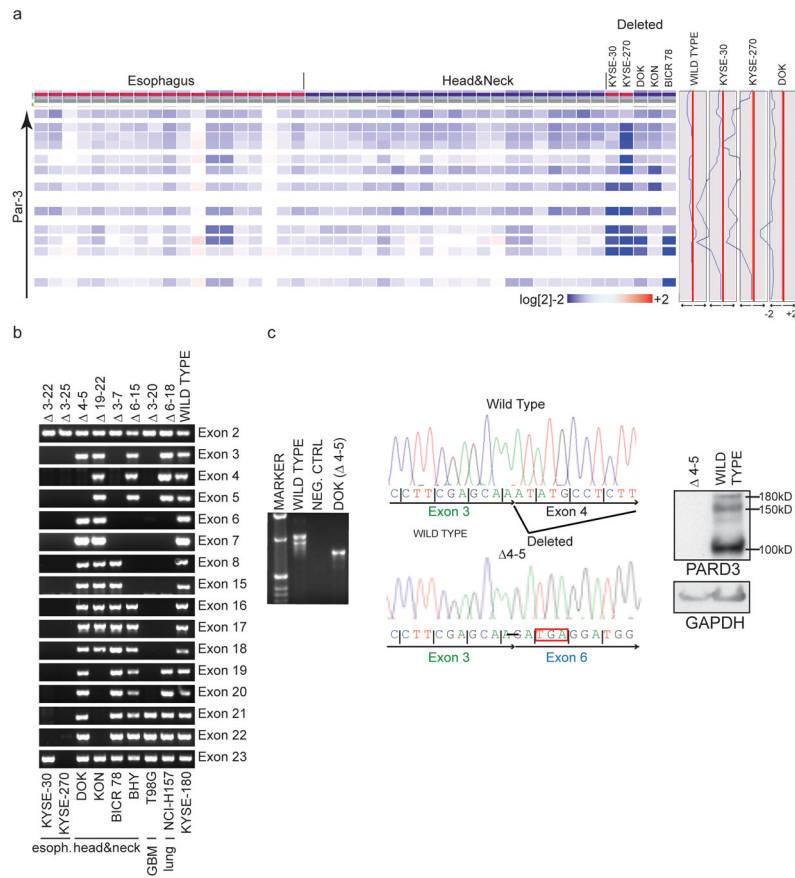 a
Deleted
Esophagus
Head&Neck
KYSE-30
KYSE-270
DOK
KON
BICR 78
WILD TYPE
KYSE-30
KYSE-270
DOK
Par-3
log[2]-2
+2
-2
+2
b
Δ 3-22
Δ 3-25
Δ 4-5
Δ 19-22
Δ 3-7
Δ 6-15
Δ 3-20
Δ 6-18
WILD TYPE
Exon 2
Exon 3
Exon 4
Exon 5
Exon 6
Exon 7
Exon 8
Exon 15
Exon 16
Exon 17
Exon 18
Exon 19
Exon 20
Exon 21
Exon 22
Exon 23
KYSE-30
KYSE-270
DOK
KON
BICR 78
BHY
T98G
NCI-H157
KYSE-180
esoph.
head&neck
GBM
lung
c
MARKER
WILD TYPE
NEG. CTRL
DOK (Δ 4-5)
Wild Type
CCTTCGAGCAAATATGCCTCTT
Exon 3
Exon 4
WILD TYPE
Deleted
Δ4-5
CCTTCGAGCAAGATGAGGATGG
Exon 3
Exon 6
Δ 4-5
WILD TYPE
180kD
150kD
100kD
PARD3
GAPDH